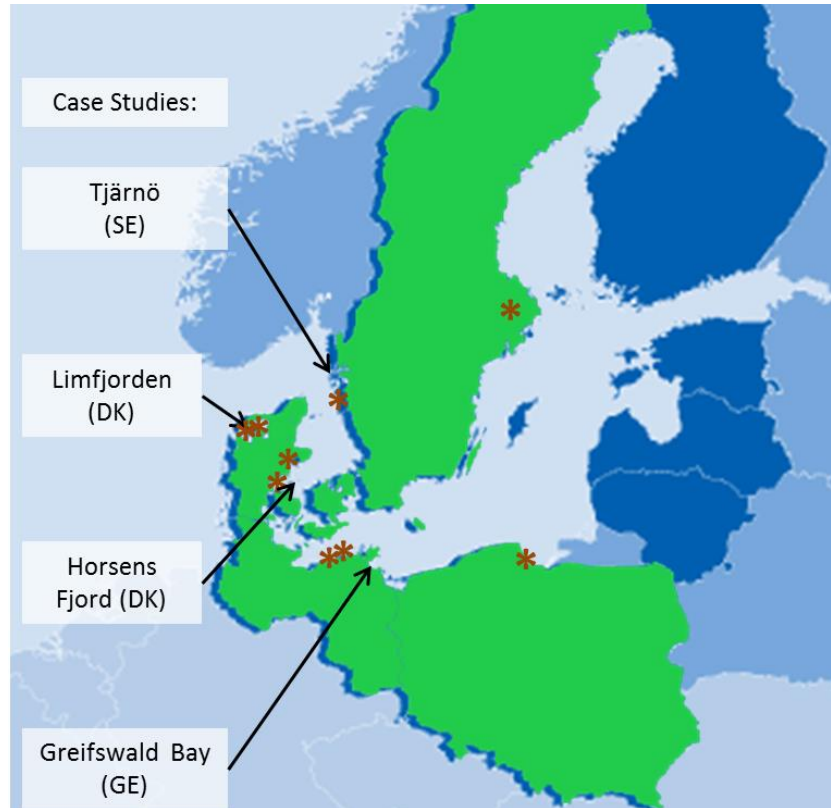 Case Studies:
Tjärnö
(SE)
Limfjorden
(DK)
Horsens
Fjord (DK)
Greifswald Bay
(GE)